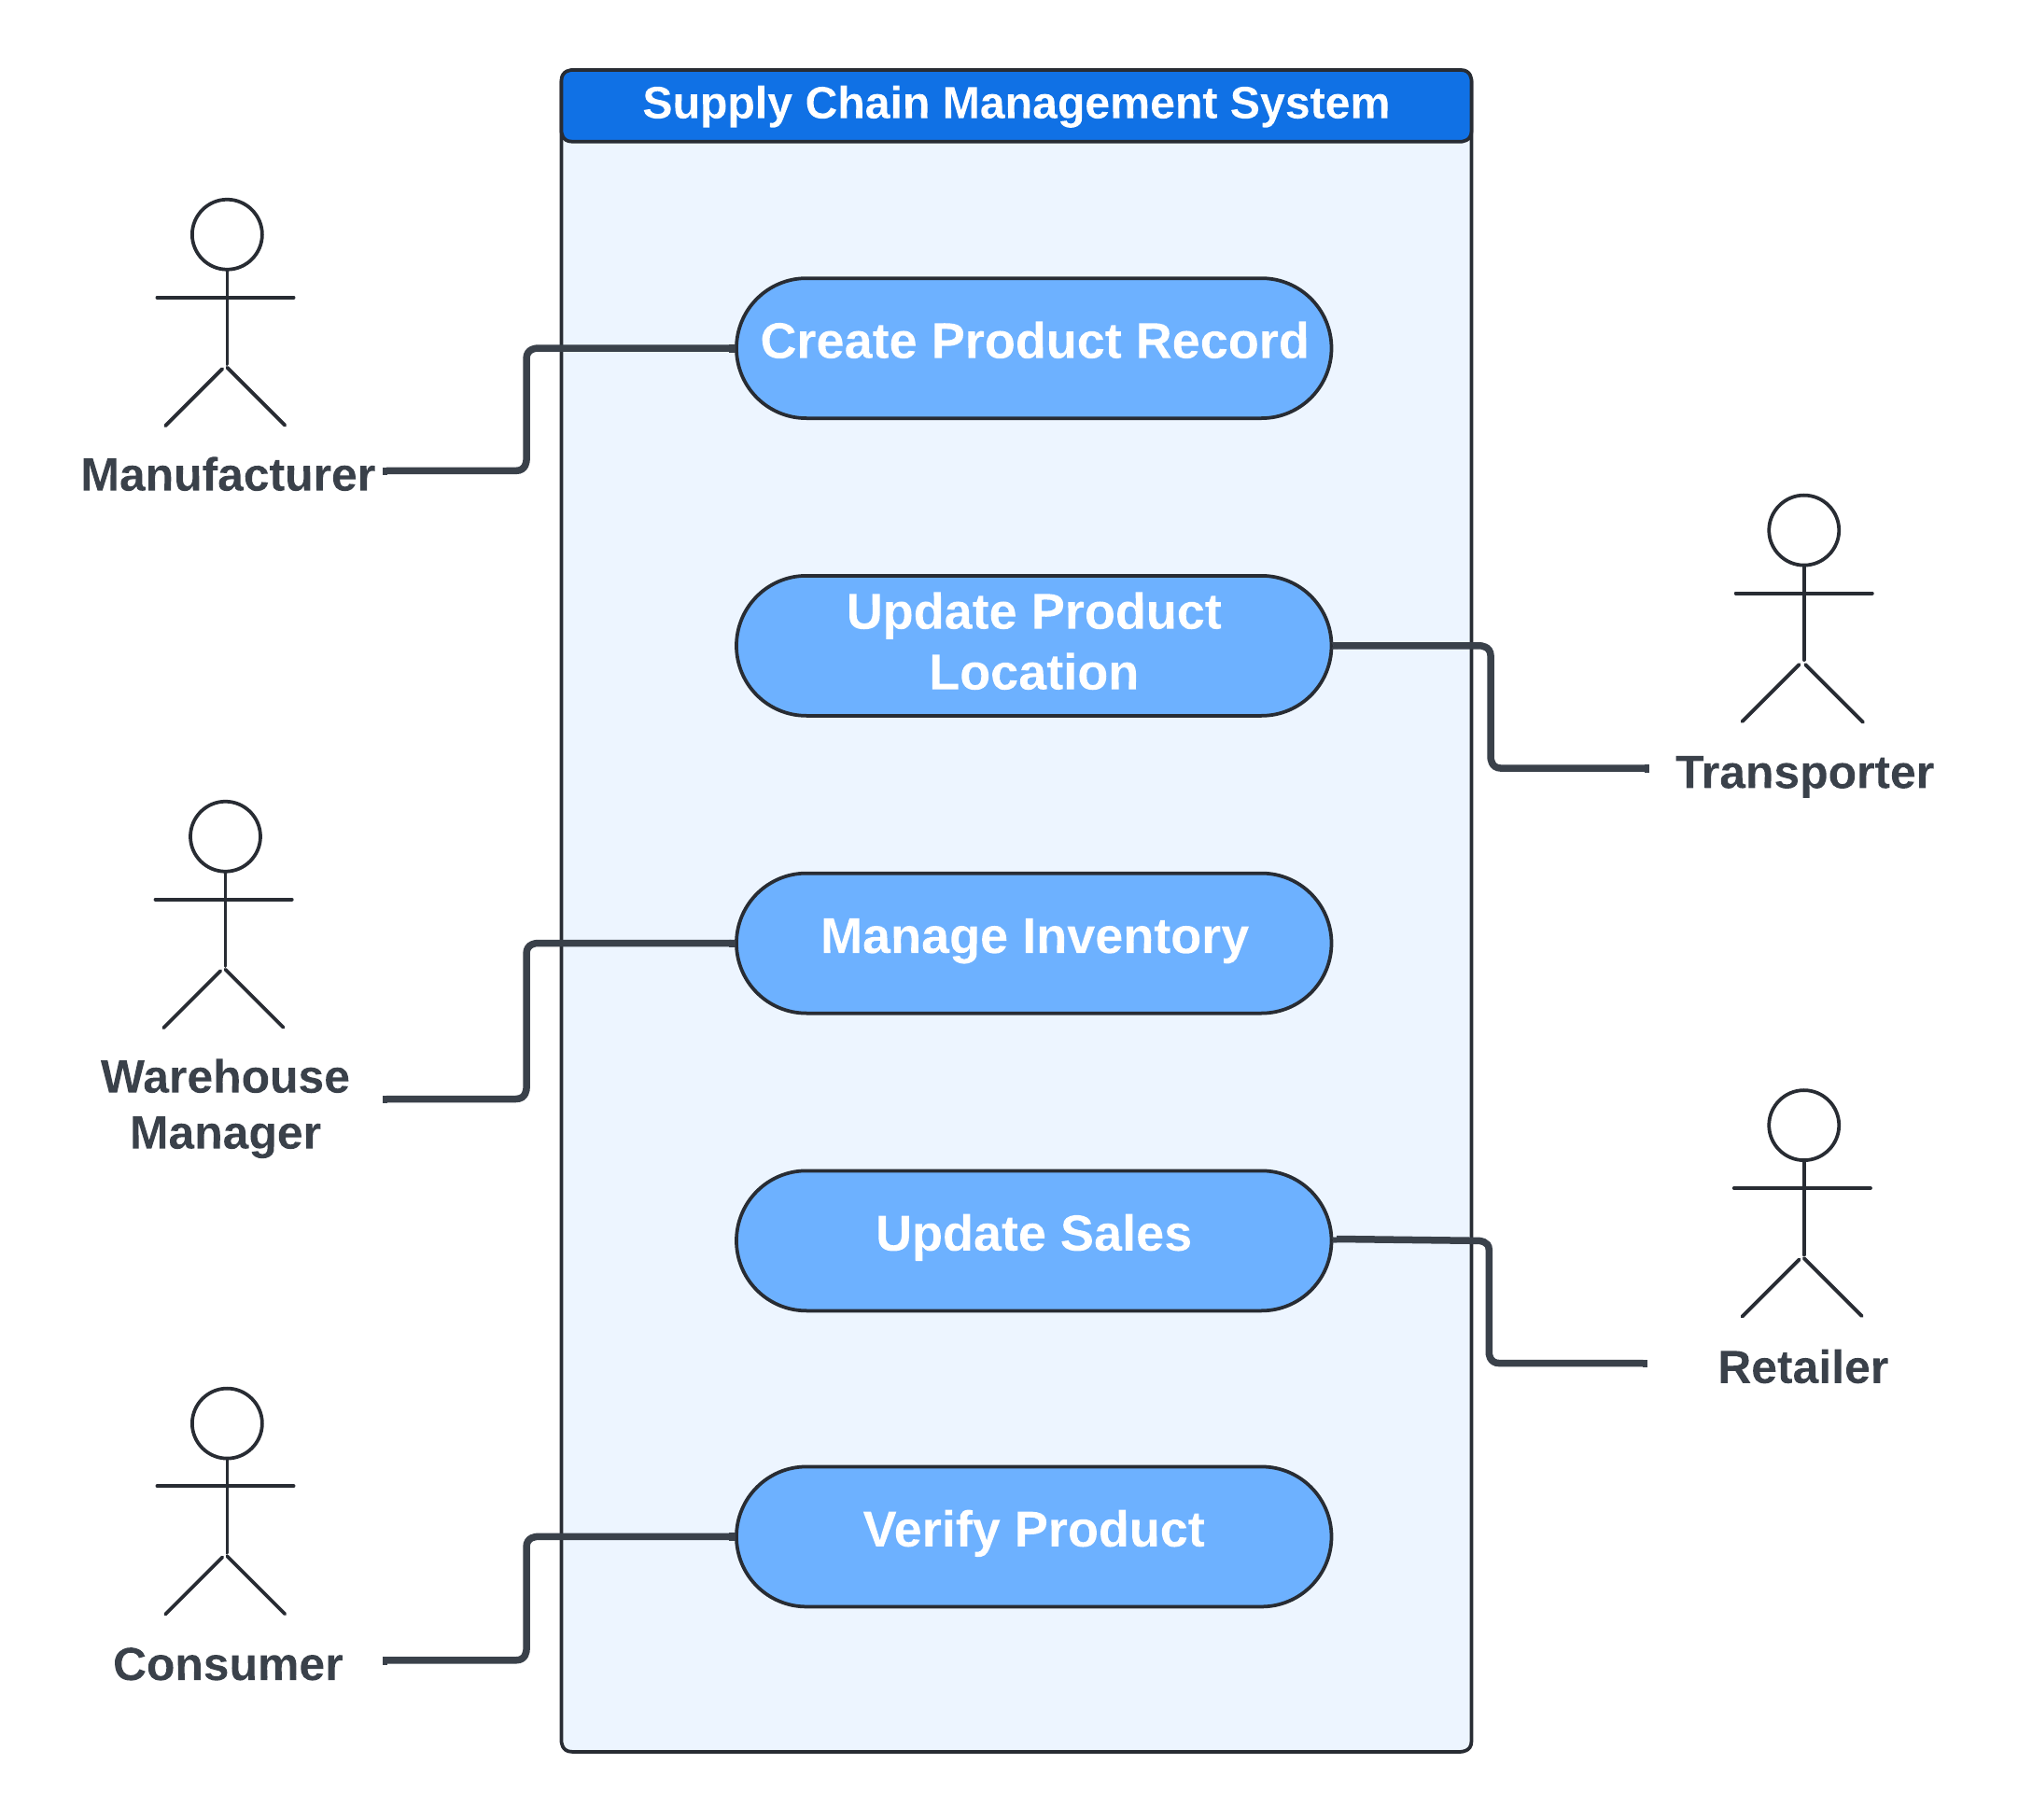 Supply Chain Management System
Create Product Record
Manufacturer
Update Product
Location
Transporter
Manage Inventory
Warehouse
Manager
Update Sales
Retailer
Verify Product
Consumer